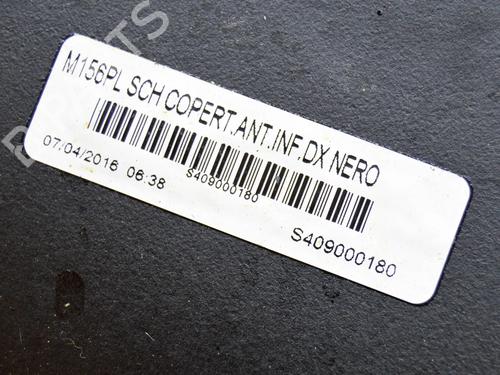 M156PL SCH COPERT.ANT.INF.DX NERO
S409000180
07/04/2016 06:38
S409000180